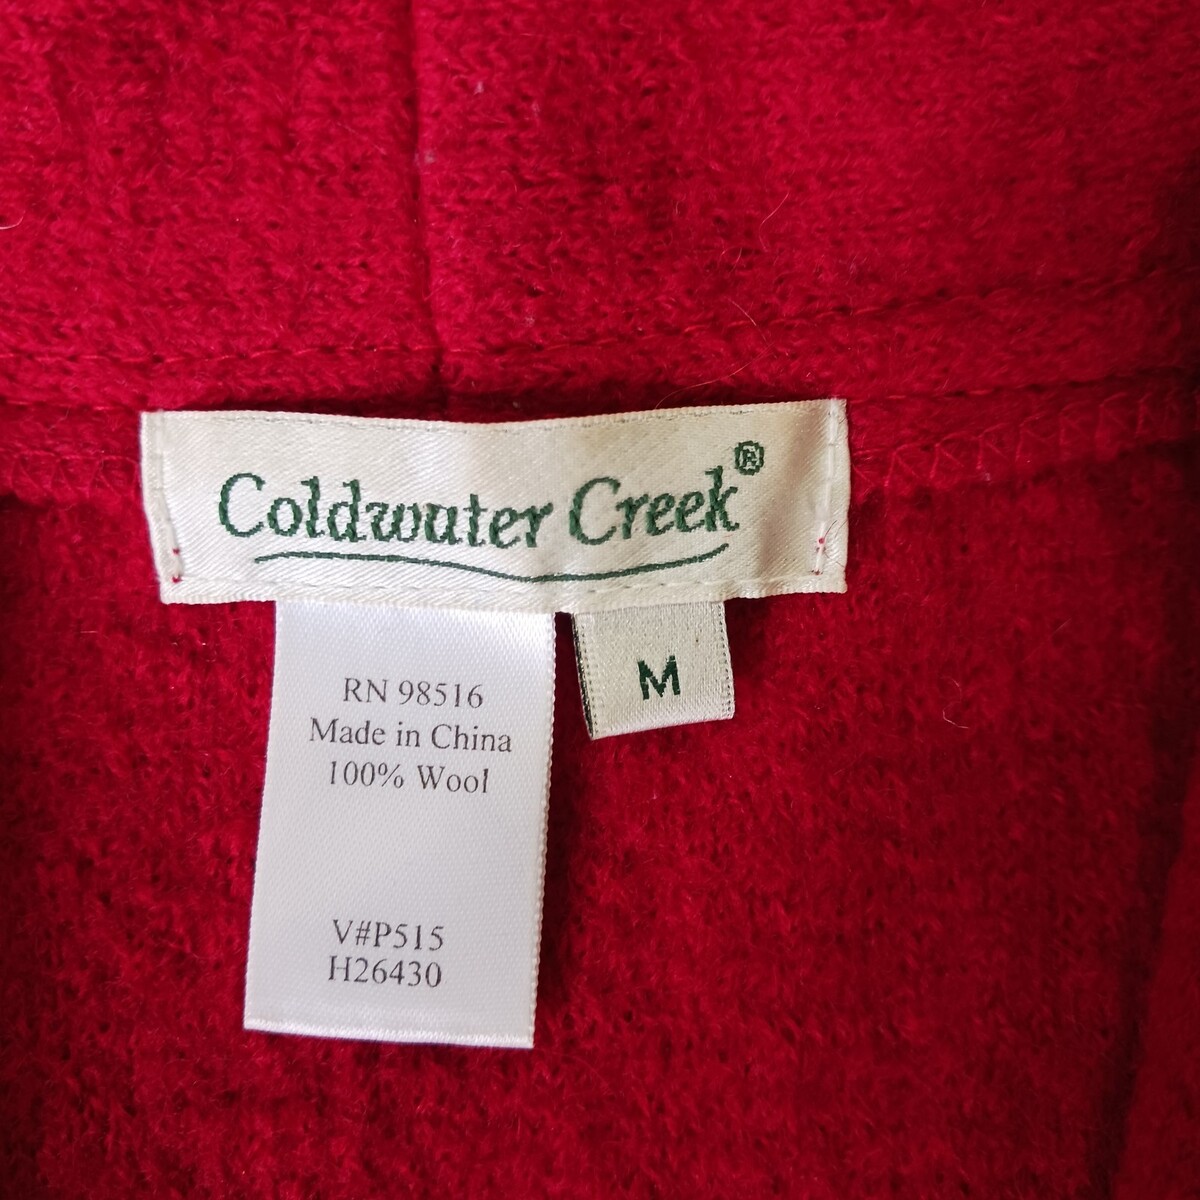 Coldwater Creek®
M
RN 98516
Made in China
100% Wool
V#P515
H26430